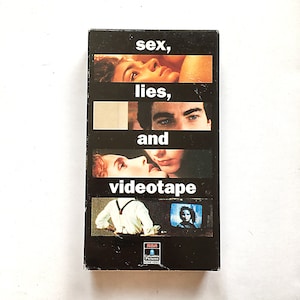 sex,
lies,
and
videotape